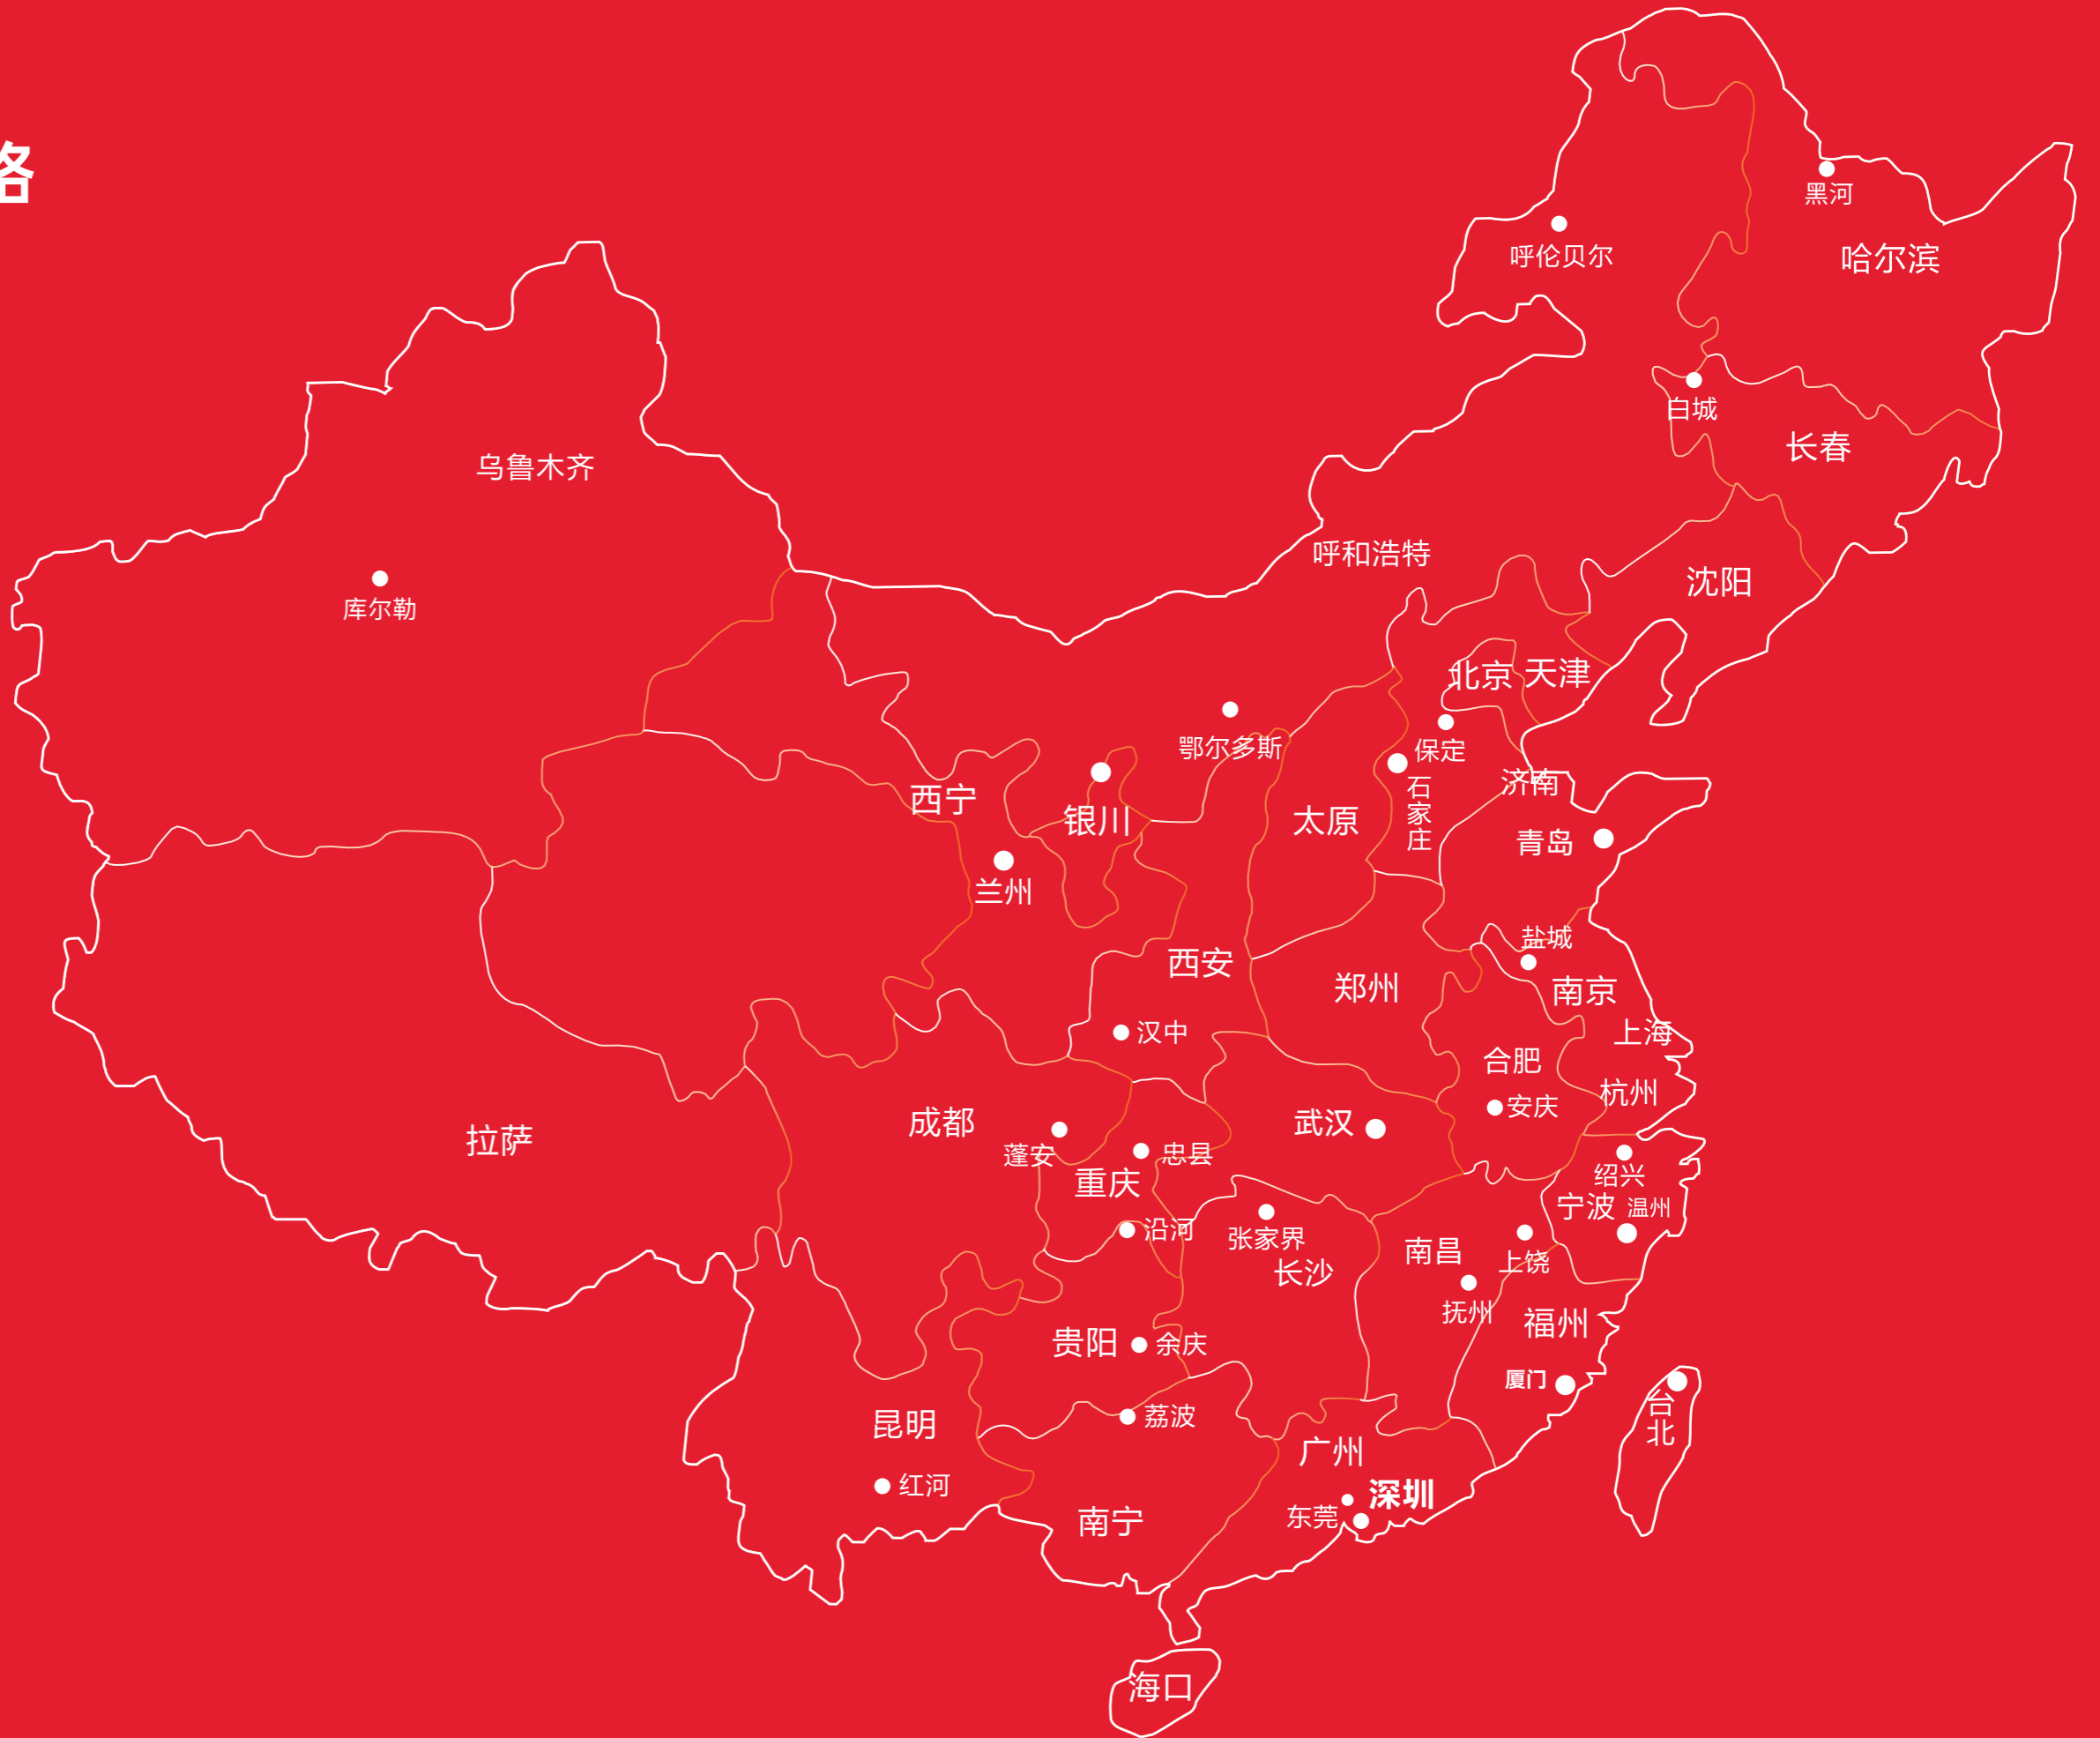 络
黑河
呼伦贝尔
哈尔滨
白城
长春
乌鲁木齐
呼和浩特
沈阳
库尔勒
北京
天津
鄂尔多斯
保定
石家庄
济南
西宁
银川
太原
青岛
兰州
盐城
西安
郑州
南京
汉中
上海
合肥
杭州
安庆
成都
武汉
拉萨
蓬安
忠县
重庆
绍兴
宁波
温州
沿河
张家界
南昌
上饶
长沙
抚州
福州
贵阳
余庆
厦门
台北
荔波
昆明
广州
红河
深圳
东莞
南宁
海口